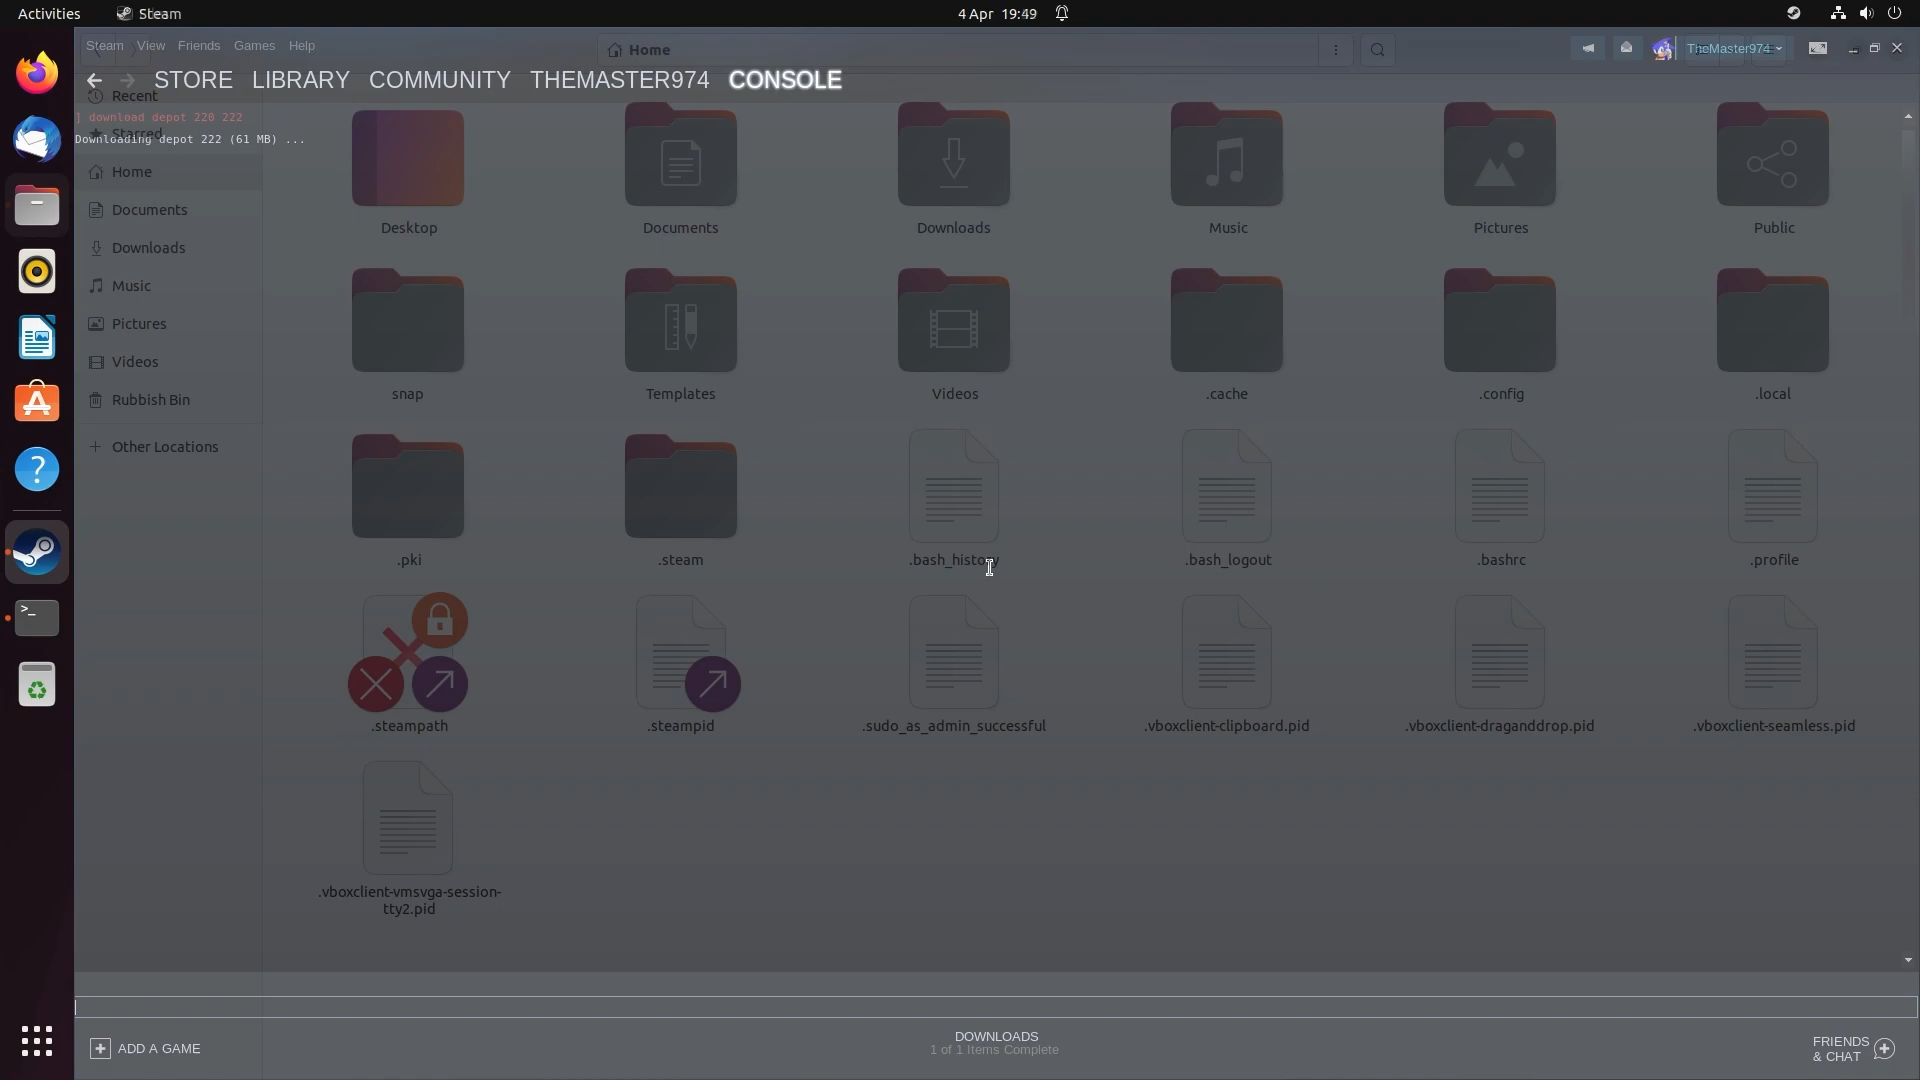 Activities
Steam
4 Apr 19:49
Steam View Friends Games Help
Home
TheMaster974
STORE LIBRARY COMMUNITY THEMASTER974 CONSOLE
Recent
] download depot 220 222
Starred
Downloading depot 222 (61 MB) ...
Home
Documents
Downloads
Music
Pictures
Videos
Rubbish Bin
Other Locations
Desktop
Documents
Downloads
Music
Pictures
Public
snap
Templates
Videos
.cache
.config
.local
.pki
.steam
.bash_history
.bash_logout
.bashrc
.profile
.steampath
.steampid
.sudo_as_admin_successful
.vboxclient-clipboard.pid
.vboxclient-draganddrop.pid
.vboxclient-seamless.pid
.vboxclient-vmsvga-session-
tty2.pid
ADD A GAME
DOWNLOADS
1 of 1 Items Complete
FRIENDS
& CHAT